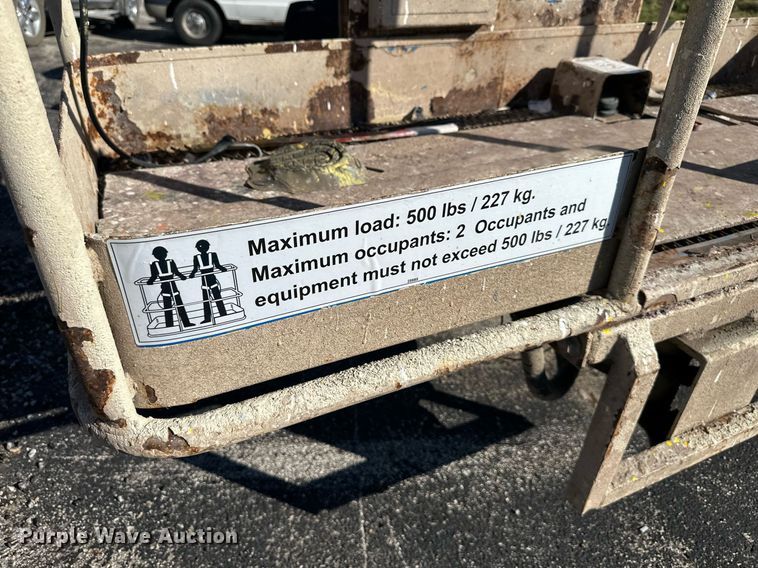 Maximum load: 500 lbs / 227 kg.
Maximum occupants: 2 Occupants and
equipment must not exceed 500 lbs / 227 kg.
Purple Wave Auction